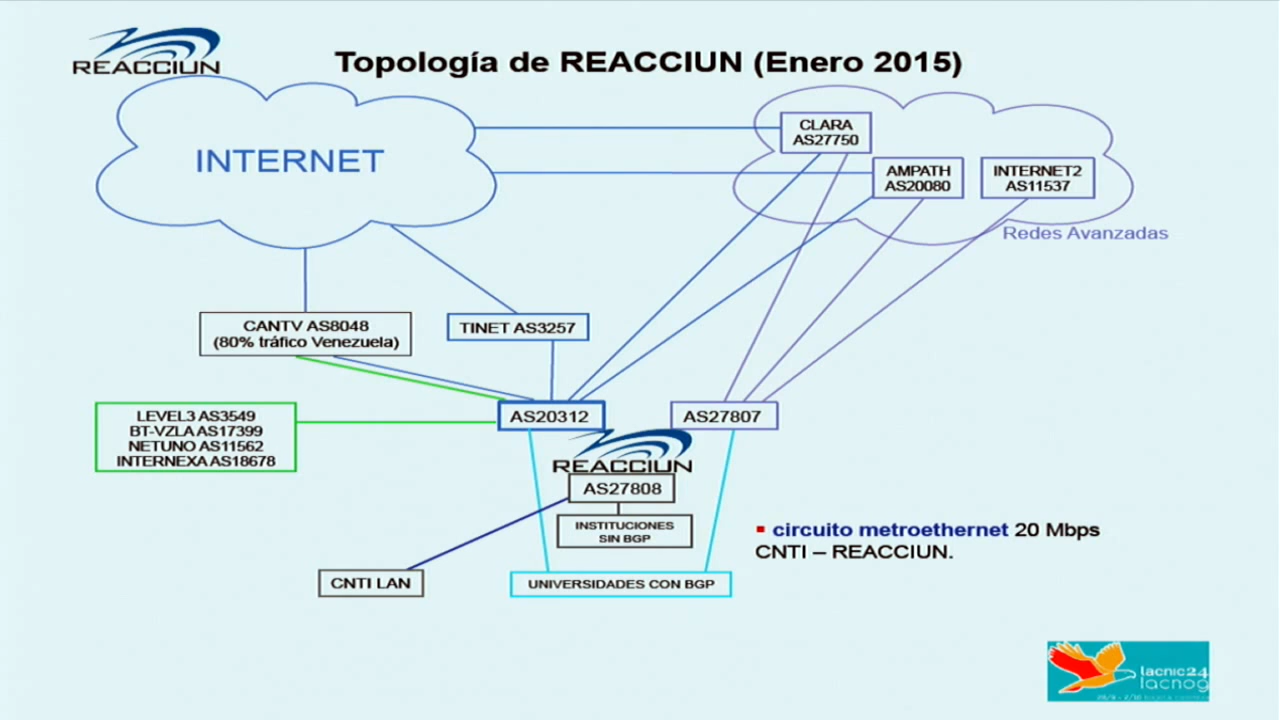 REACCIUN
Topología de REACCIUN (Enero 2015)
INTERNET
CLARA
AS27750
AMPATH
AS20080
INTERNET2
AS11537
Redes Avanzadas
CANTV AS8048
(80% tráfico Venezuela)
TINET AS3257
LEVEL3 AS3549
BT-VZLA AS17399
NETUNO AS11562
INTERNEXA AS18678
AS20312
AS27807
REACCIUN
AS27808
INSTITUCIONES
SIN BGP
▪ circuito metroethernet 20 Mbps
CNTI – REACCIUN.
CNTI LAN
UNIVERSIDADES CON BGP
lacnic24
lacnog